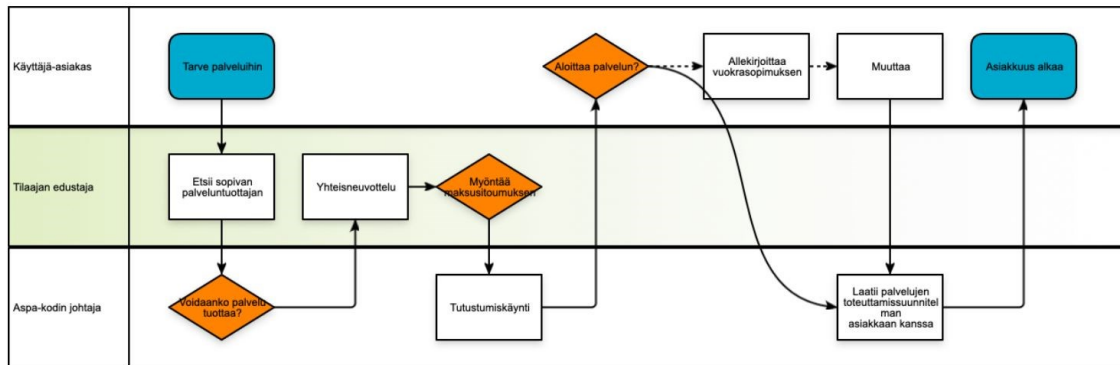 Käyttäjä-asiakas
Tarve palveluihin
Aloittaa palvelun?
Allekirjoittaa
vuokrasopimuksen
Muuttaa
Asiakkuus alkaa
Tilaajan edustaja
Etsii sopivan
palveluntuottajan
Yhteisneuvottelu
Myöntää
maksusitoumuksen
Aspa-kodin johtaja
Voidaanko palvelu
tuottaa?
Tutustumiskäynti
Laatii palvelujen
toteuttamissuunnitel
man
asiakkaan kanssa